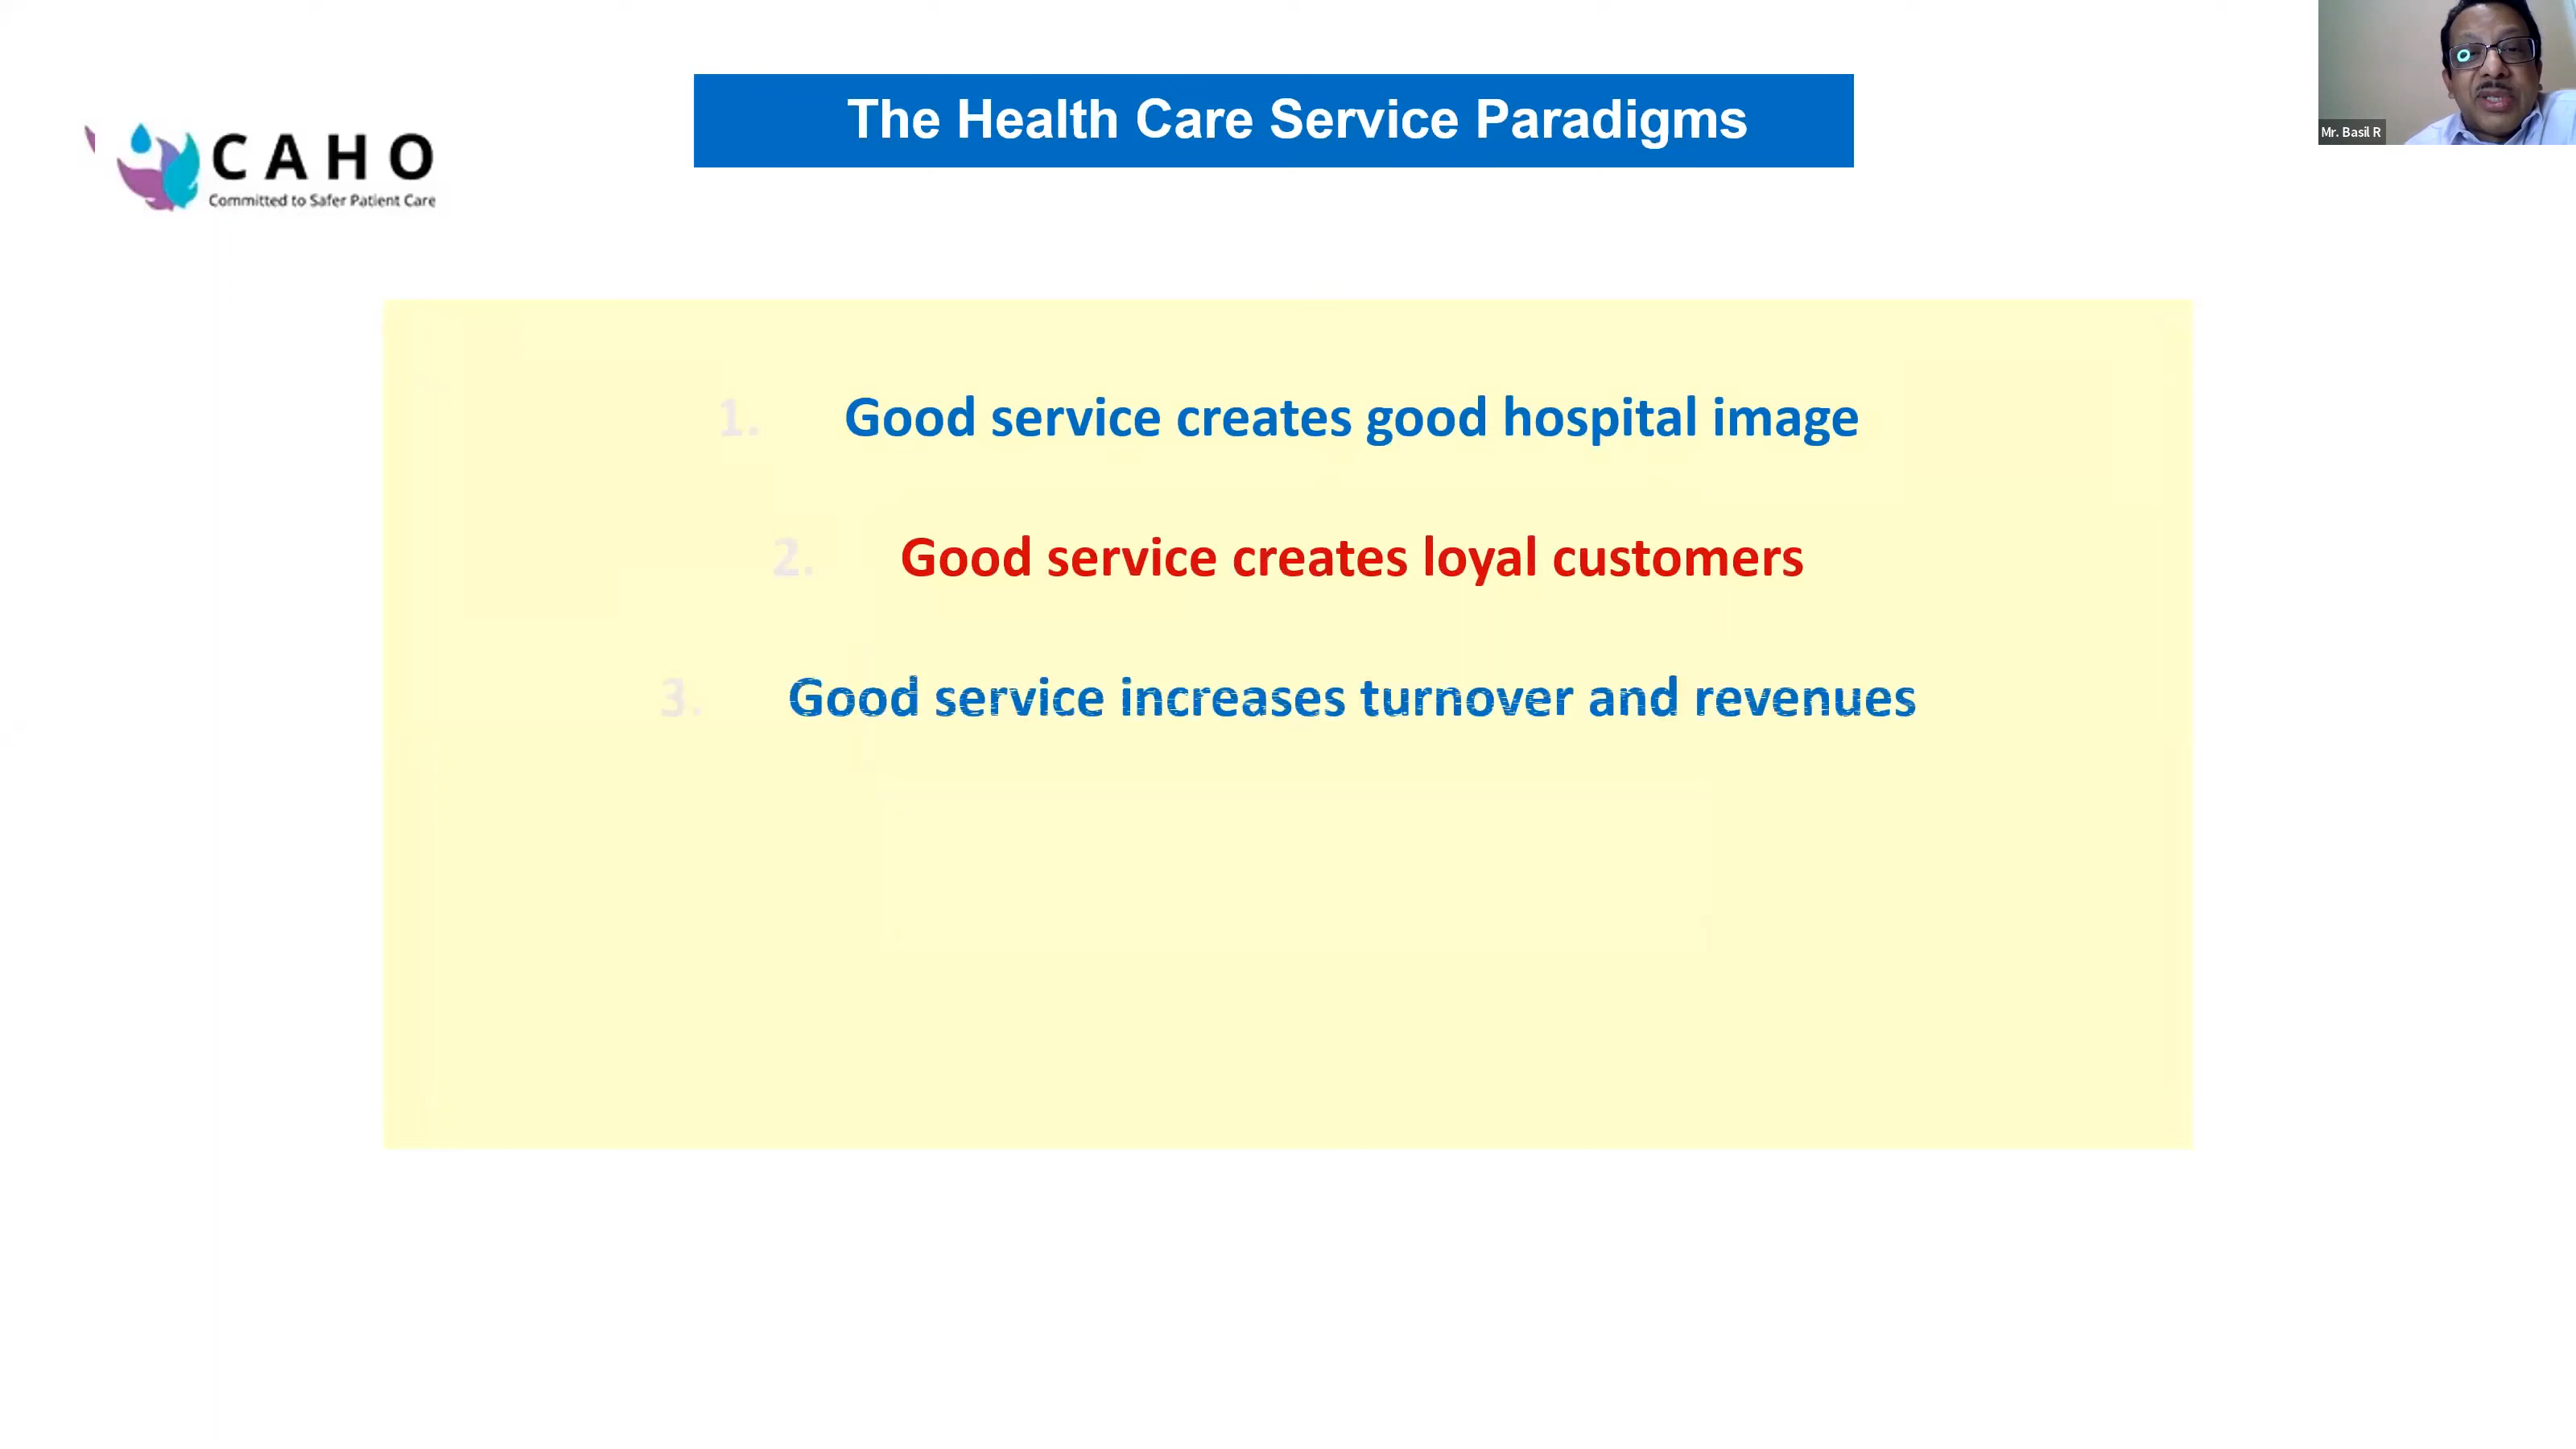 The Health Care Service Paradigms
Mr. Basil R
CAHO
Committed to Safer Patient Care
1. Good service creates good hospital image
2. Good service creates loyal customers
3. Good service increases turnover and revenues